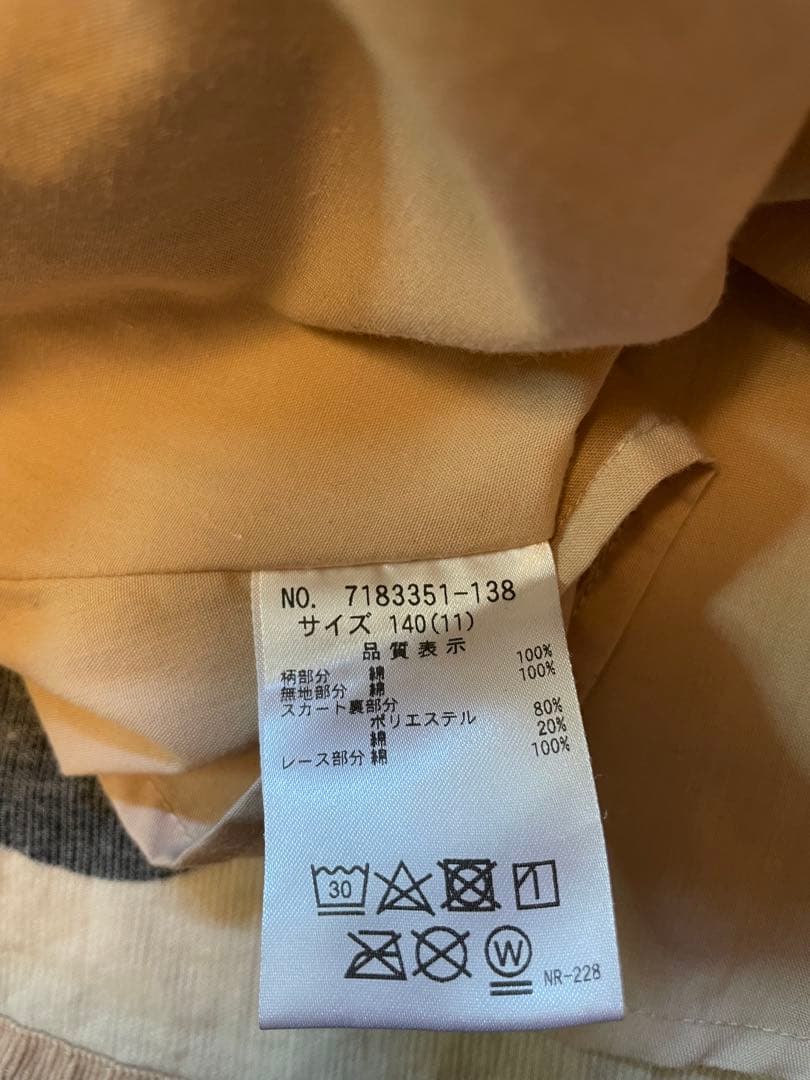 NO. 7183351-138
サイズ 140(11)
品質表示
柄部分 綿 100%
無地部分 綿 100%
スカート裏部分
ポリエステル 80%
綿 20%
レース部分 綿 100%
30
W
NR-228